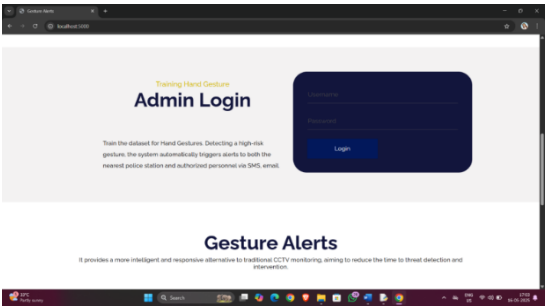 Gesture Alerts
localhost:5000
Training Hand Gesture
Admin Login
Username
Password
Login
Train the dataset for Hand Gestures. Detecting a high-risk
gesture, the system automatically triggers alerts to both the
nearest police station and authorized personnel via SMS, email.
Gesture Alerts
It provides a more intelligent and responsive alternative to traditional CCTV monitoring, aiming to reduce the time to threat detection and
intervention.
Search
ENG
17:03